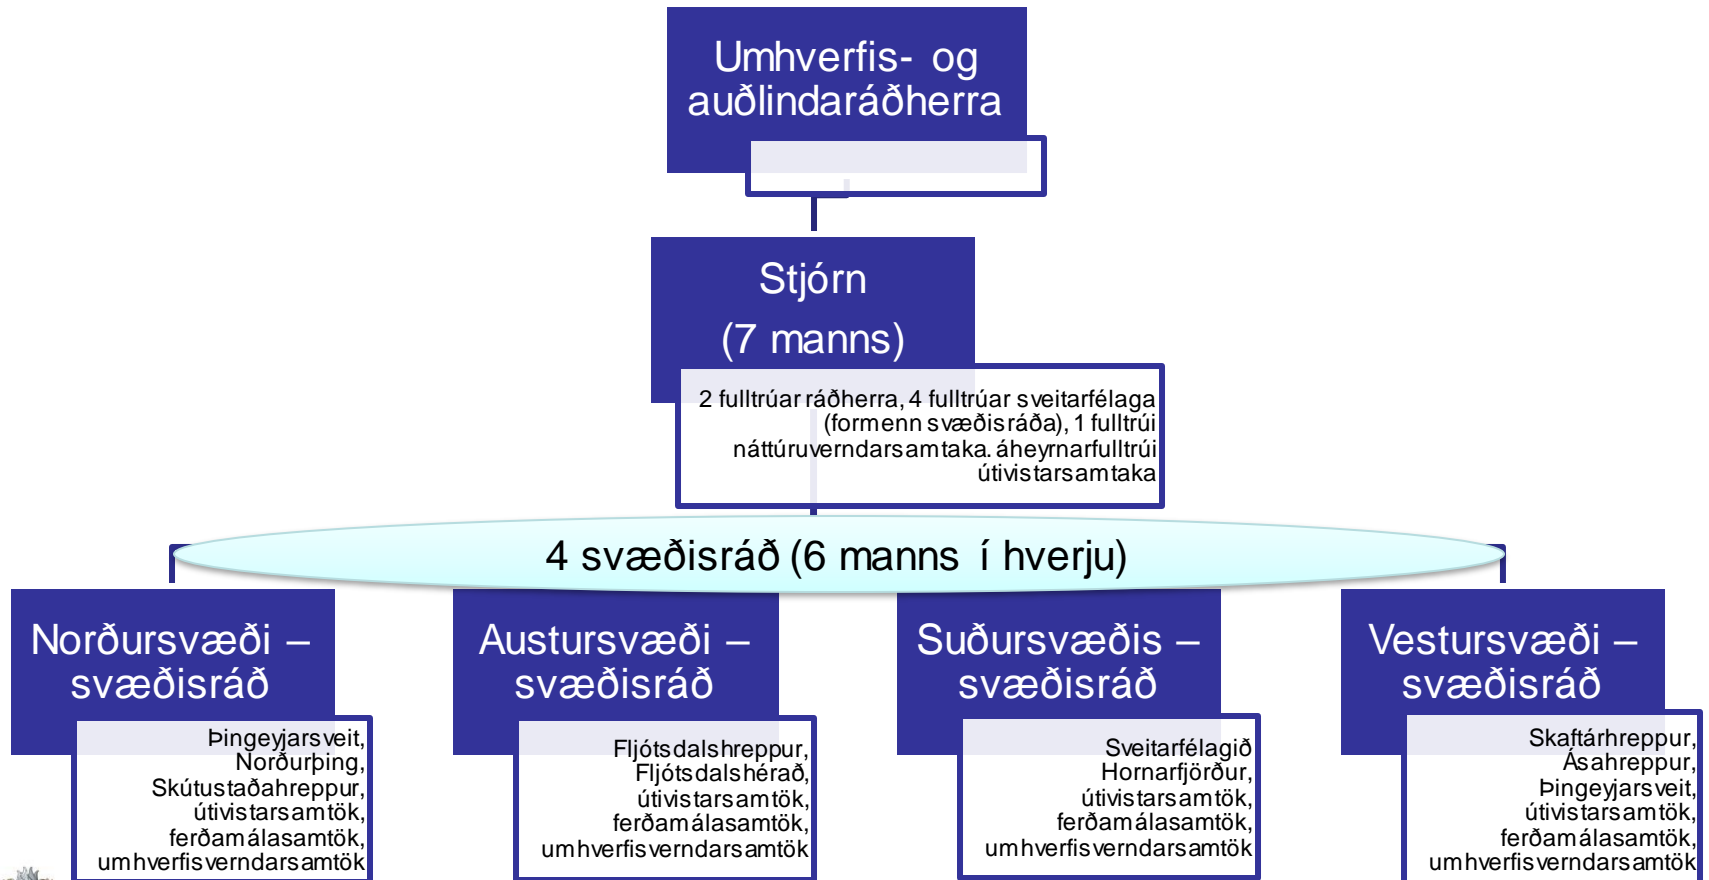 Umhverfis- og
auðlindaráðherra
Stjórn
(7 manns)
2 fulltrúar ráðherra, 4 fulltrúar sveitarfélaga
(formenn svæðisráða), 1 fulltrúi
náttúruverndarsamtaka. áheyrnarfulltrúi
útivistarsamtaka
4 svæðisráð (6 manns í hverju)
Norðursvæði –
svæðisráð
Þingeyjarsveit,
Norðurþing,
Skútustaðahreppur,
útivistarsamtök,
ferðamálasamtök,
umhverfisverndarsamtök
Austursvæði –
svæðisráð
Fljótsdalshreppur,
Fljótsdalshérað,
útivistarsamtök,
ferðamálasamtök,
umhverfisverndarsamtök
Suðursvæðis –
svæðisráð
Sveitarfélagið
Hornarfjörður,
útivistarsamtök,
ferðamálasamtök,
umhverfisverndarsamtök
Vestursvæði –
svæðisráð
Skaftárhreppur,
Ásahreppur,
Þingeyjarsveit,
útivistarsamtök,
ferðamálasamtök,
umhverfisverndarsamtök